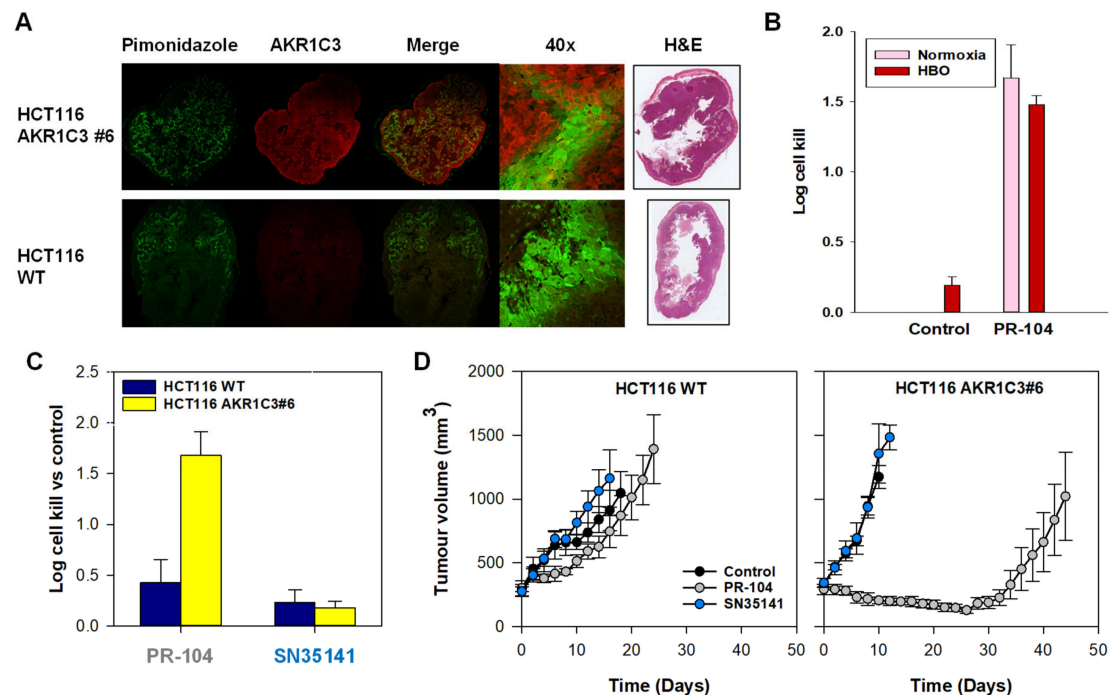 A
Pimonidazole AKR1C3 Merge 40x H&E
HCT116
AKR1C3 #6
HCT116
WT
B
2.0
1.5
1.0
0.5
0.0
Log cell kill
Normoxia
HBO
Control PR-104
C
2.5
2.0
1.5
1.0
0.5
0.0
Log cell kill vs control
HCT116 WT
HCT116 AKR1C3#6
PR-104 SN35141
D
2000
1500
1000
500
0
Tumour volume (mm3)
HCT116 WT
Control
PR-104
SN35141
0 10 20 30 40 50
Time (Days)
HCT116 AKR1C3#6
0 10 20 30 40 50
Time (Days)